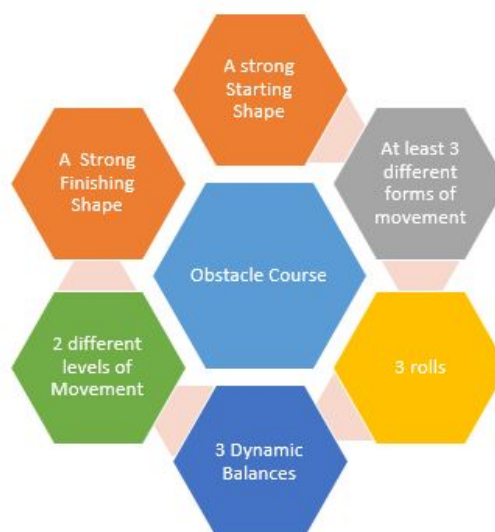 A strong
Starting
Shape
At least 3
different
forms of
movement
3 rolls
3 Dynamic
Balances
2 different
levels of
Movement
A Strong
Finishing
Shape
Obstacle Course